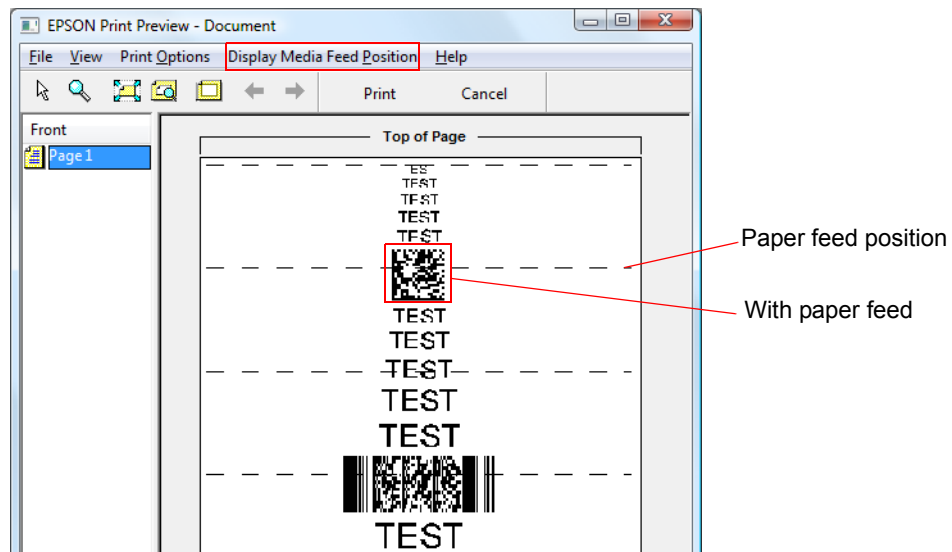 EPSON Print Preview - Document
File View Print Options Display Media Feed Position Help
Print Cancel
Front
Page 1
Top of Page
ES
TEST
TEST
TEST
TEST
Paper feed position
With paper feed
TEST
TEST
TEST
TEST
TEST
TEST